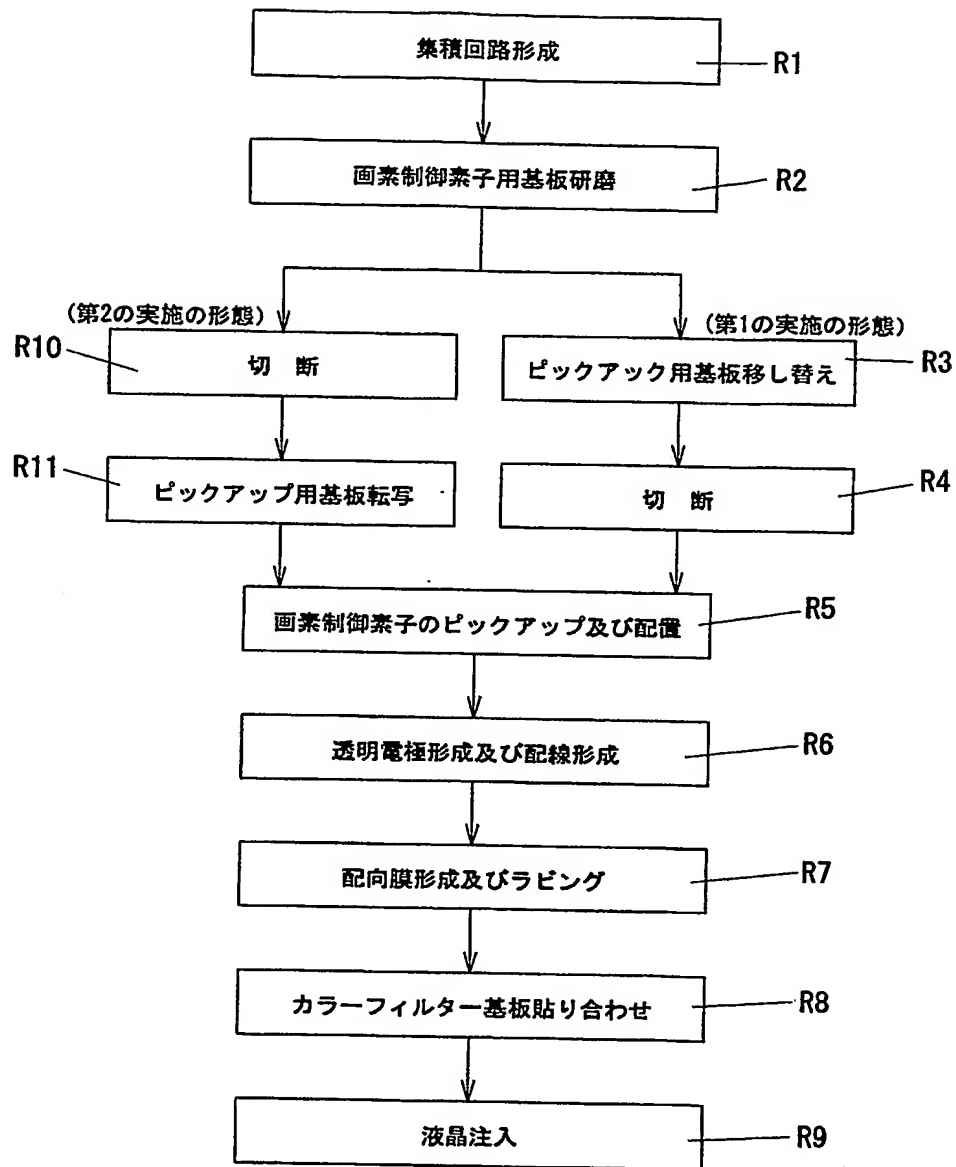 集積回路形成
R1
画素制御素子用基板研磨
R2
(第2の実施の形態)
(第1の実施の形態)
R10
切 断
ピックアック用基板移し替え
R3
R11
ピックアップ用基板転写
切 断
R4
画素制御素子のピックアップ及び配置
R5
透明電極形成及び配線形成
R6
配向膜形成及びラビング
R7
カラーフィルター基板貼り合わせ
R8
液晶注入
R9